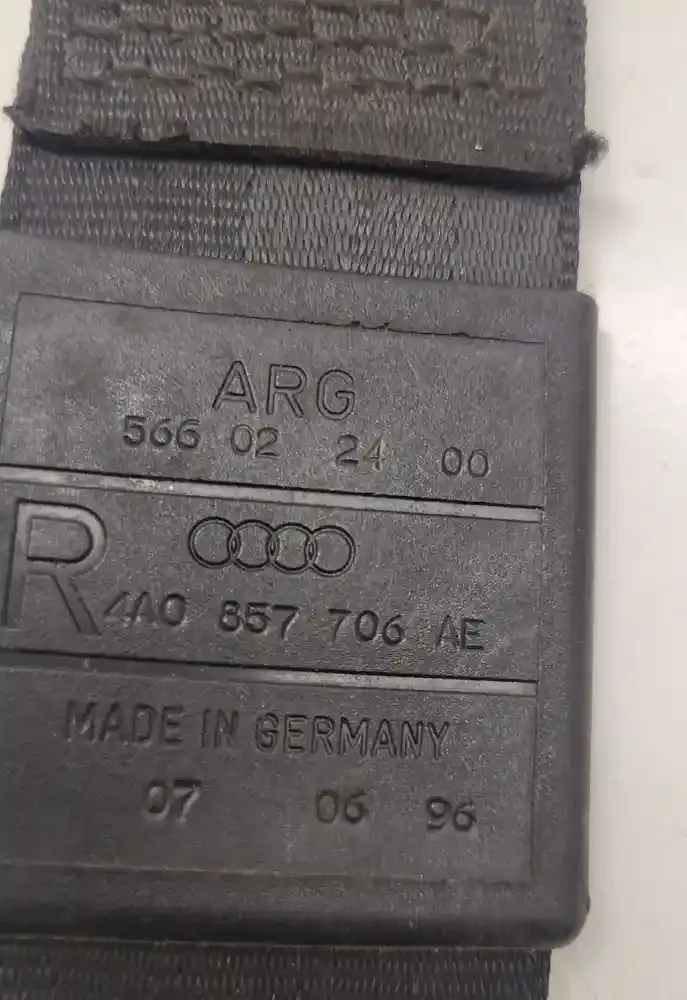 ARG
566 02 24 00
R
4A0 857 706 AE
MADE IN GERMANY
07 06 96